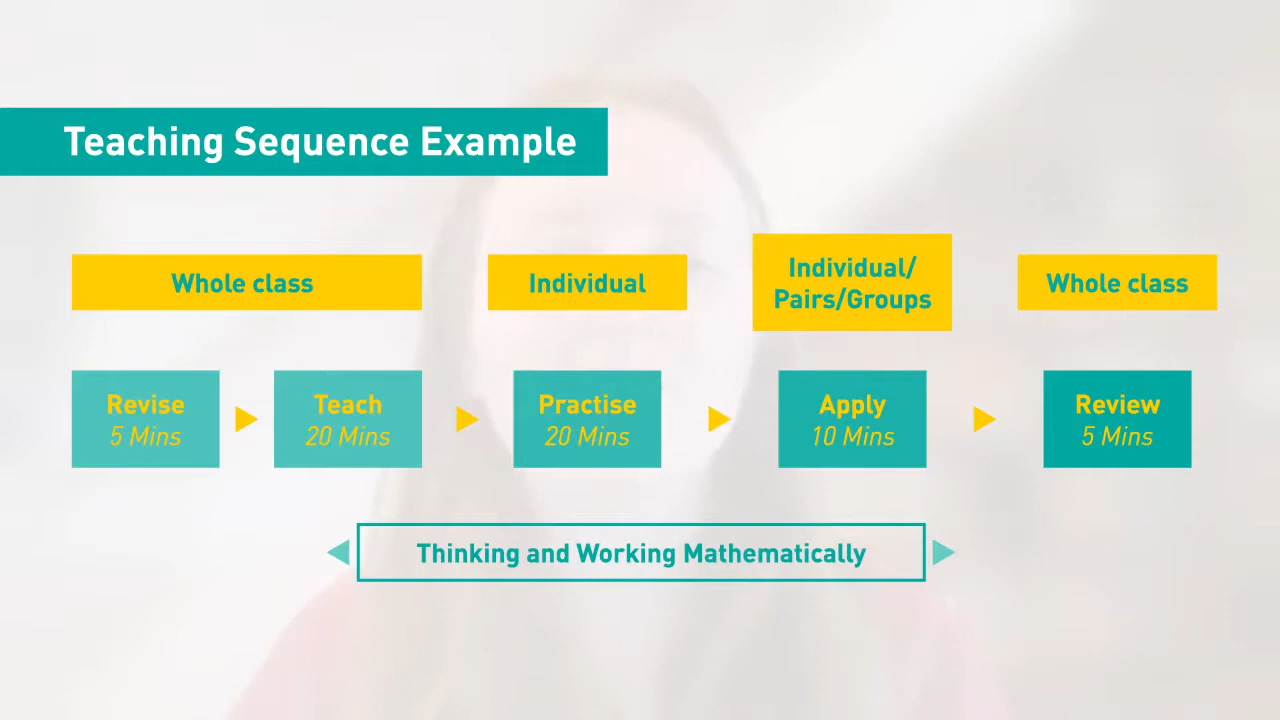 Teaching Sequence Example
Whole class
Individual
Individual/
Pairs/Groups
Whole class
Revise
5 Mins
Teach
20 Mins
Practise
20 Mins
Apply
10 Mins
Review
5 Mins
Thinking and Working Mathematically